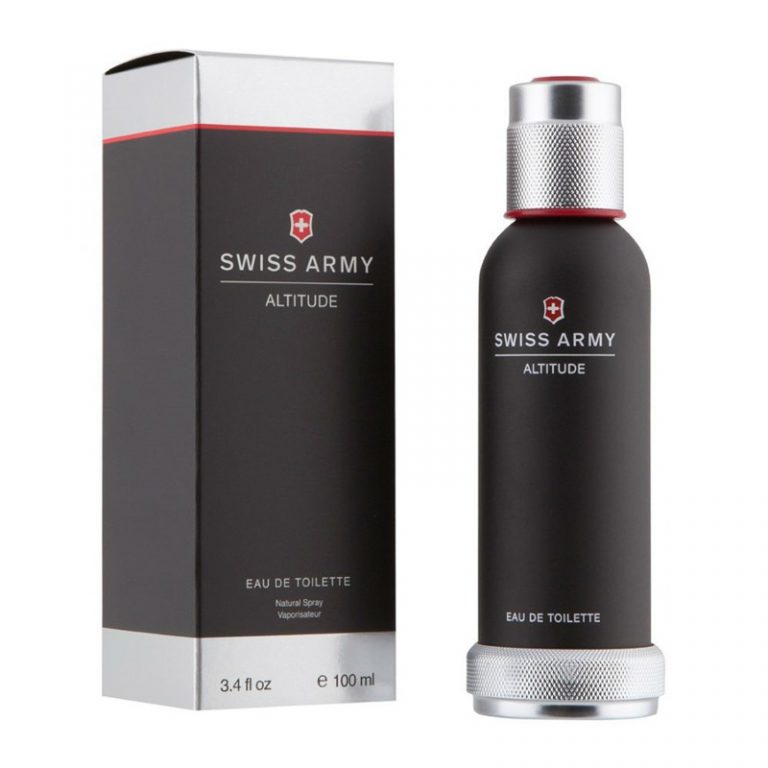 SWISS ARMY
ALTITUDE
EAU DE TOILETTE
Natural Spray
Vaporisateur
3.4 fl oz ℮ 100 ml
SWISS ARMY
ALTITUDE
EAU DE TOILETTE